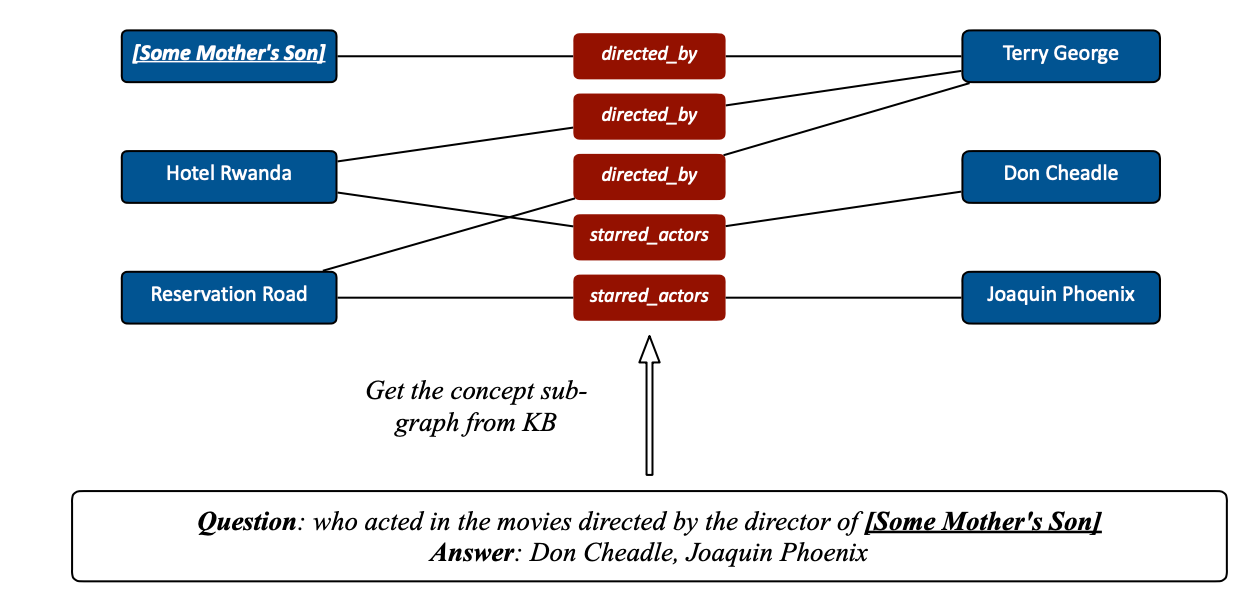 [Some Mother's Son]
directed_by
Terry George
directed_by
Hotel Rwanda
directed_by
Don Cheadle
starred_actors
Reservation Road
starred_actors
Joaquin Phoenix
Get the concept sub-
graph from KB
Question: who acted in the movies directed by the director of [Some Mother's Son]
Answer: Don Cheadle, Joaquin Phoenix